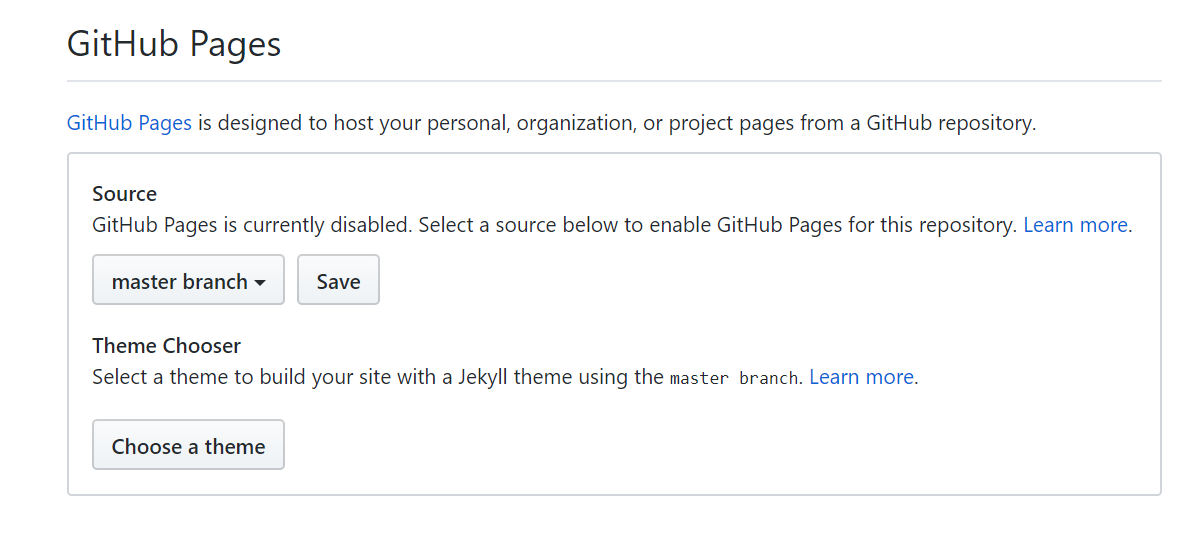 GitHub Pages
GitHub Pages is designed to host your personal, organization, or project pages from a GitHub repository.
Source
GitHub Pages is currently disabled. Select a source below to enable GitHub Pages for this repository. Learn more.
master branch Save
Theme Chooser
Select a theme to build your site with a Jekyll theme using the master branch. Learn more.
Choose a theme